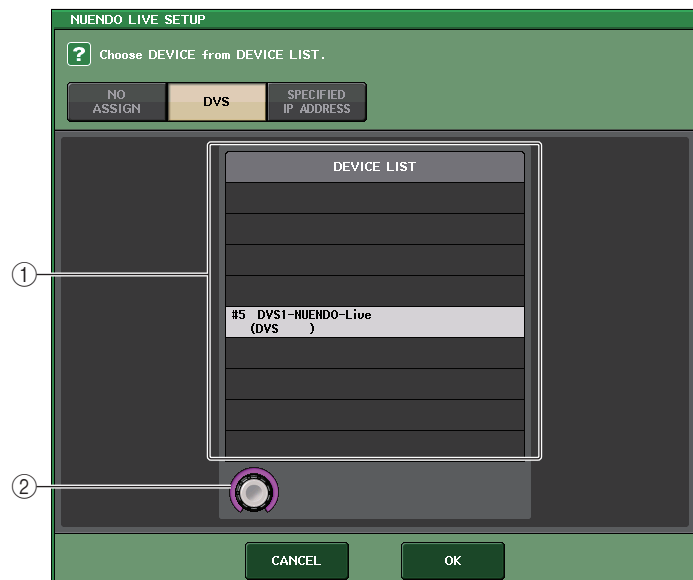 NUENDO LIVE SETUP
? Choose DEVICE from DEVICE LIST.
NO
ASSIGN
DVS
SPECIFIED
IP ADDRESS
DEVICE LIST
①
#5 DVS1-NUENDO-Live
(DVS )
②
CANCEL
OK